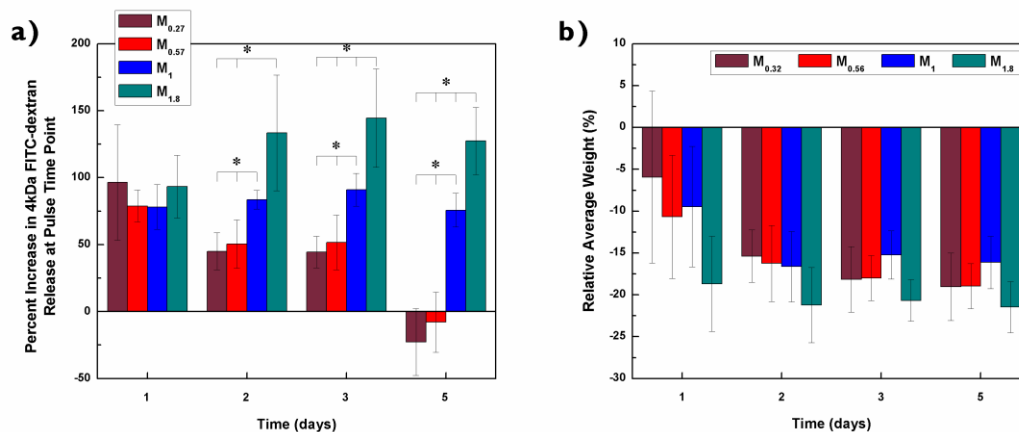 a)
M0.27
M0.57
M1
M1.8
Percent Increase in 4kDa FITC-dextran
Release at Pulse Time Point
200
150
100
50
0
-50
* * * * * *
1 2 3 5
Time (days)
b)
M0.32 M0.56 M1 M1.8
Relative Average Weight (%)
10
5
0
-5
-10
-15
-20
-25
-30
1 2 3 5
Time (days)